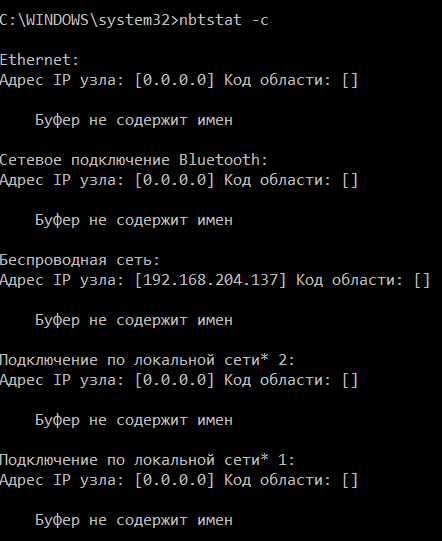 C:\WINDOWS\system32>nbtstat -c
Ethernet:
Адрес IP узла: [0.0.0.0] Код области: []
Буфер не содержит имен
Сетевое подключение Bluetooth:
Адрес IP узла: [0.0.0.0] Код области: []
Буфер не содержит имен
Беспроводная сеть:
Адрес IP узла: [192.168.204.137] Код области: []
Буфер не содержит имен
Подключение по локальной сети* 2:
Адрес IP узла: [0.0.0.0] Код области: []
Буфер не содержит имен
Подключение по локальной сети* 1:
Адрес IP узла: [0.0.0.0] Код области: []
Буфер не содержит имен